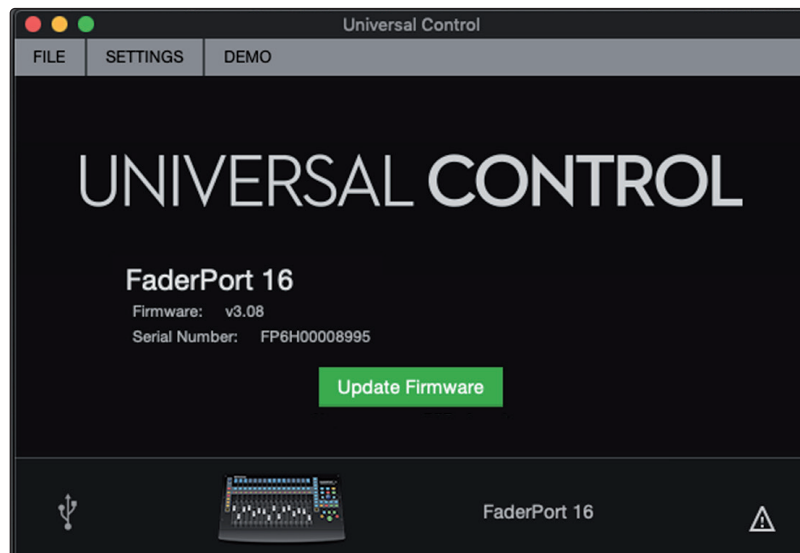 Universal Control
FILE SETTINGS DEMO
UNIVERSAL CONTROL
FaderPort 16
Firmware: v3.08
Serial Number: FP6H00008995
Update Firmware
FaderPort 16